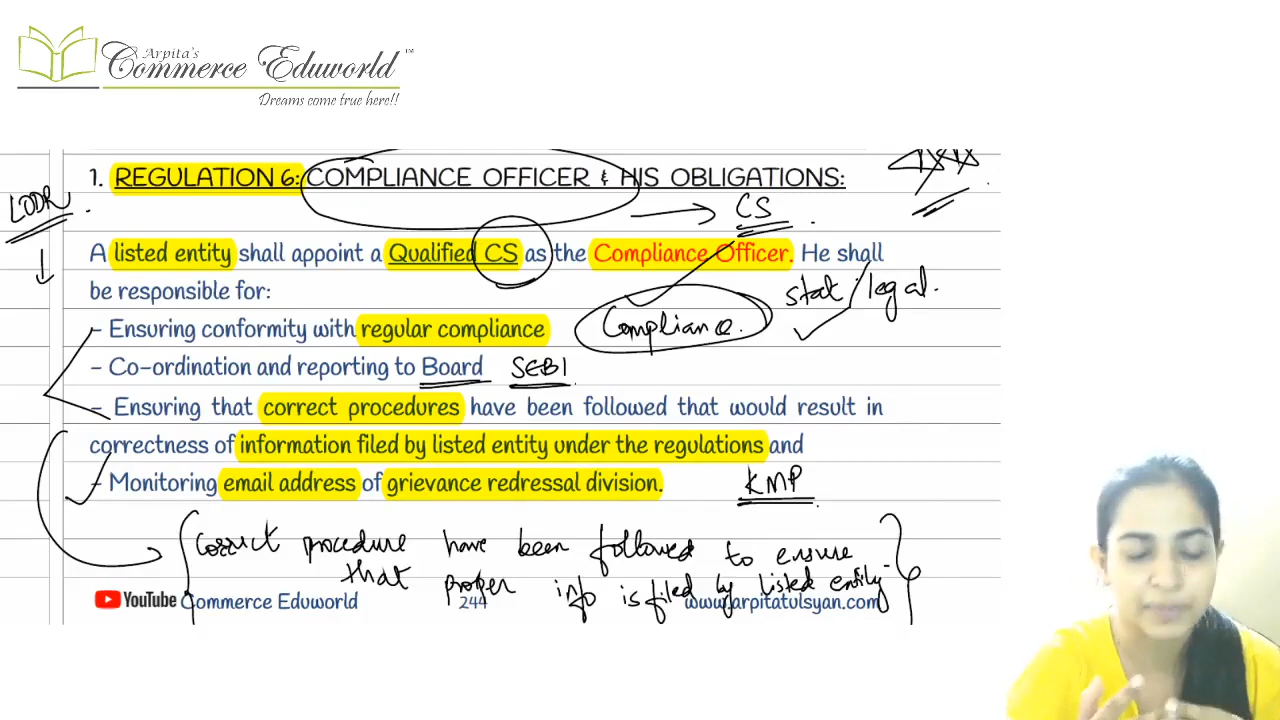 Arpita's
Commerce Eduworld™
Dreams come true here!!
1. REGULATION 6: COMPLIANCE OFFICER & HIS OBLIGATIONS:
LODR
CS
A listed entity shall appoint a Qualified CS as the Compliance Officer. He shall
be responsible for:
stat/legal.
- Ensuring conformity with regular compliance
Compliance.
- Co-ordination and reporting to Board SEBI
- Ensuring that correct procedures have been followed that would result in
correctness of information filed by listed entity under the regulations and
- Monitoring email address of grievance redressal division.
KMP
Correct procedure have been followed to ensure
that proper info is filed by listed entity
YouTube Commerce Eduworld 244 www.arpitatulsyan.com